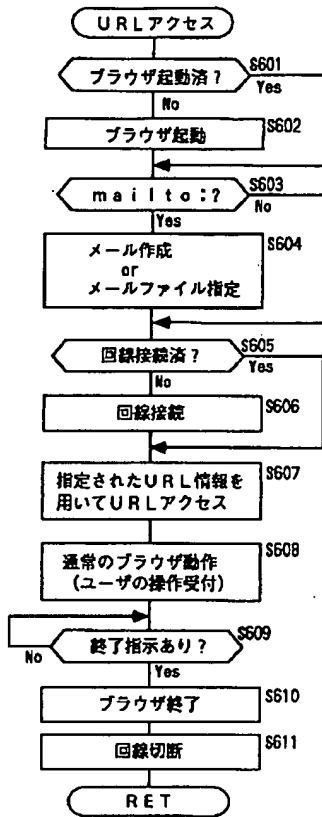 URLアクセス
S601
ブラウザ起動済?
Yes
No
S602
ブラウザ起動
S603
mailto:?
No
Yes
S604
メール作成
or
メールファイル指定
S605
回線接続済?
Yes
No
S606
回線接続
S607
指定されたURL情報を
用いてURLアクセス
S608
通常のブラウザ動作
(ユーザの操作受付)
S609
終了指示あり?
No
Yes
S610
ブラウザ終了
S611
回線切断
RET